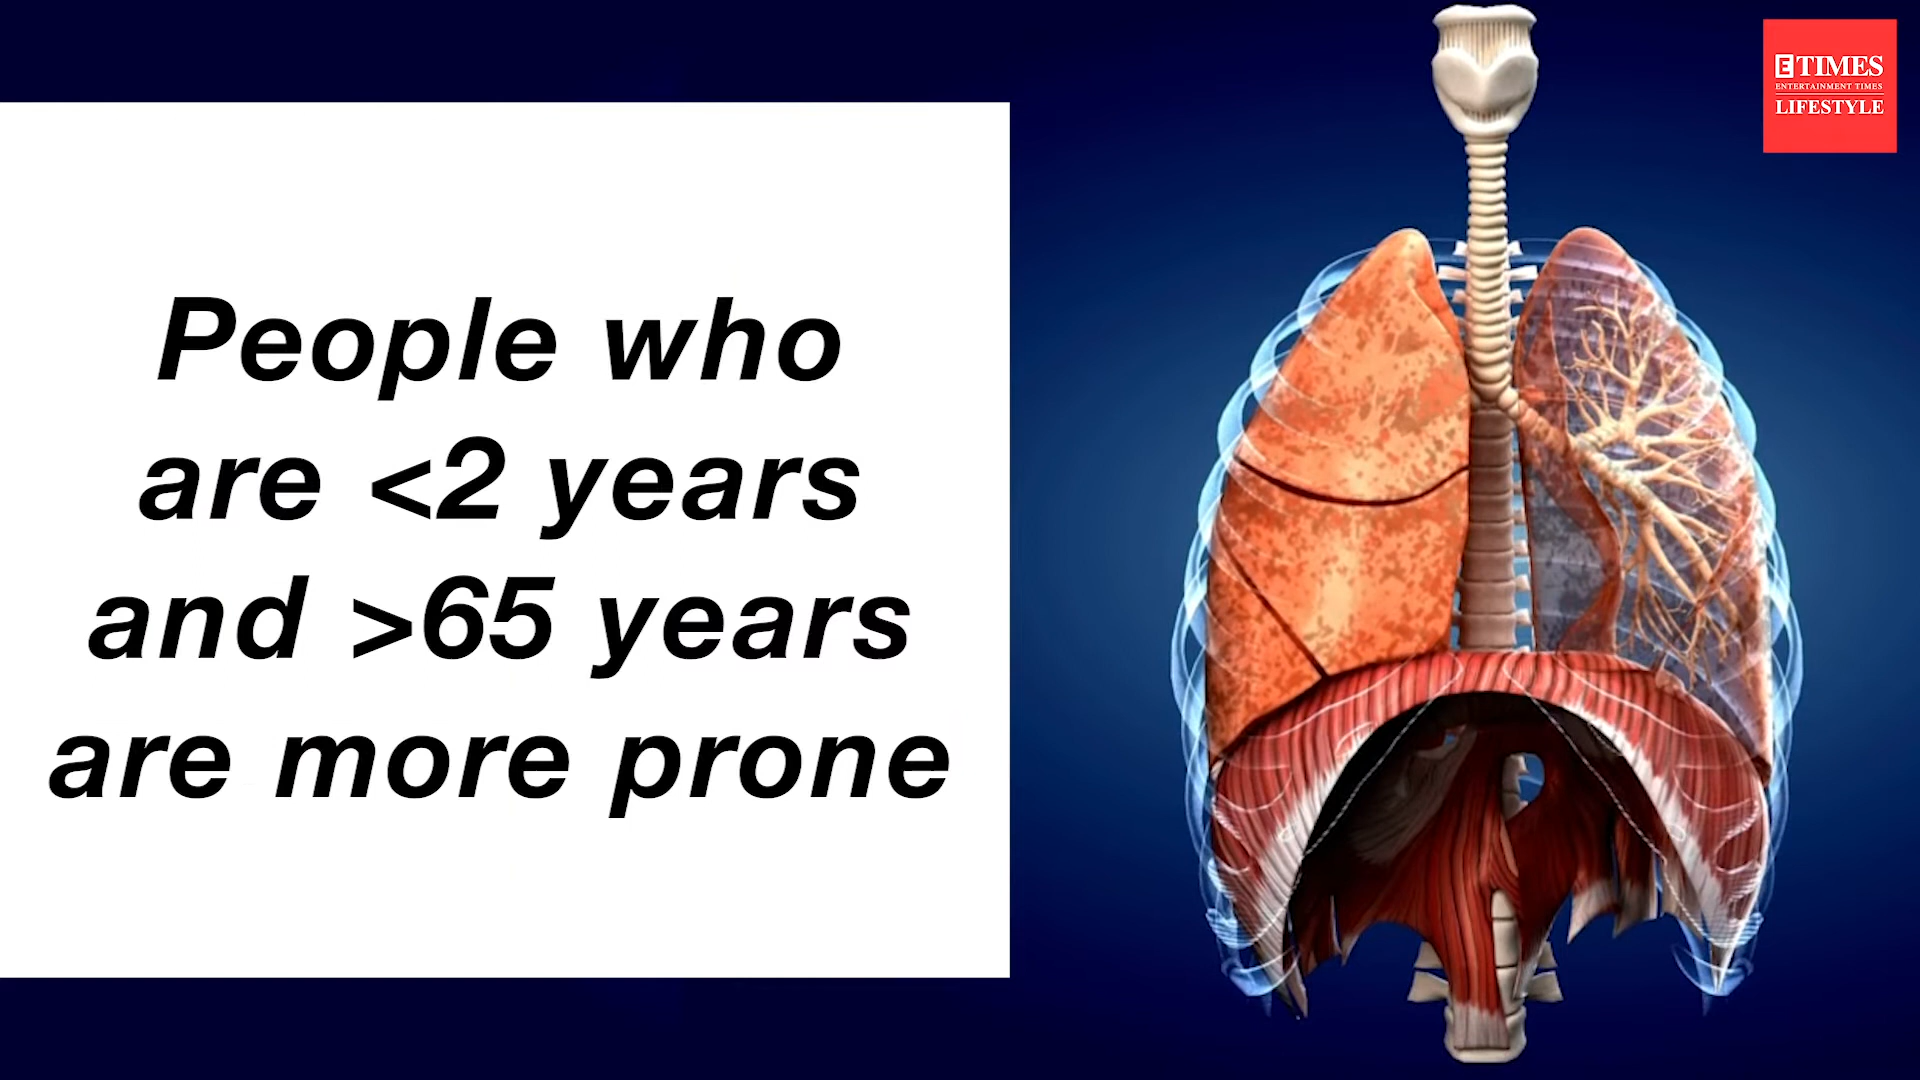 People who
are <2 years
and >65 years
are more prone
ETIMES
ENTERTAINMENT TIMES
LIFESTYLE